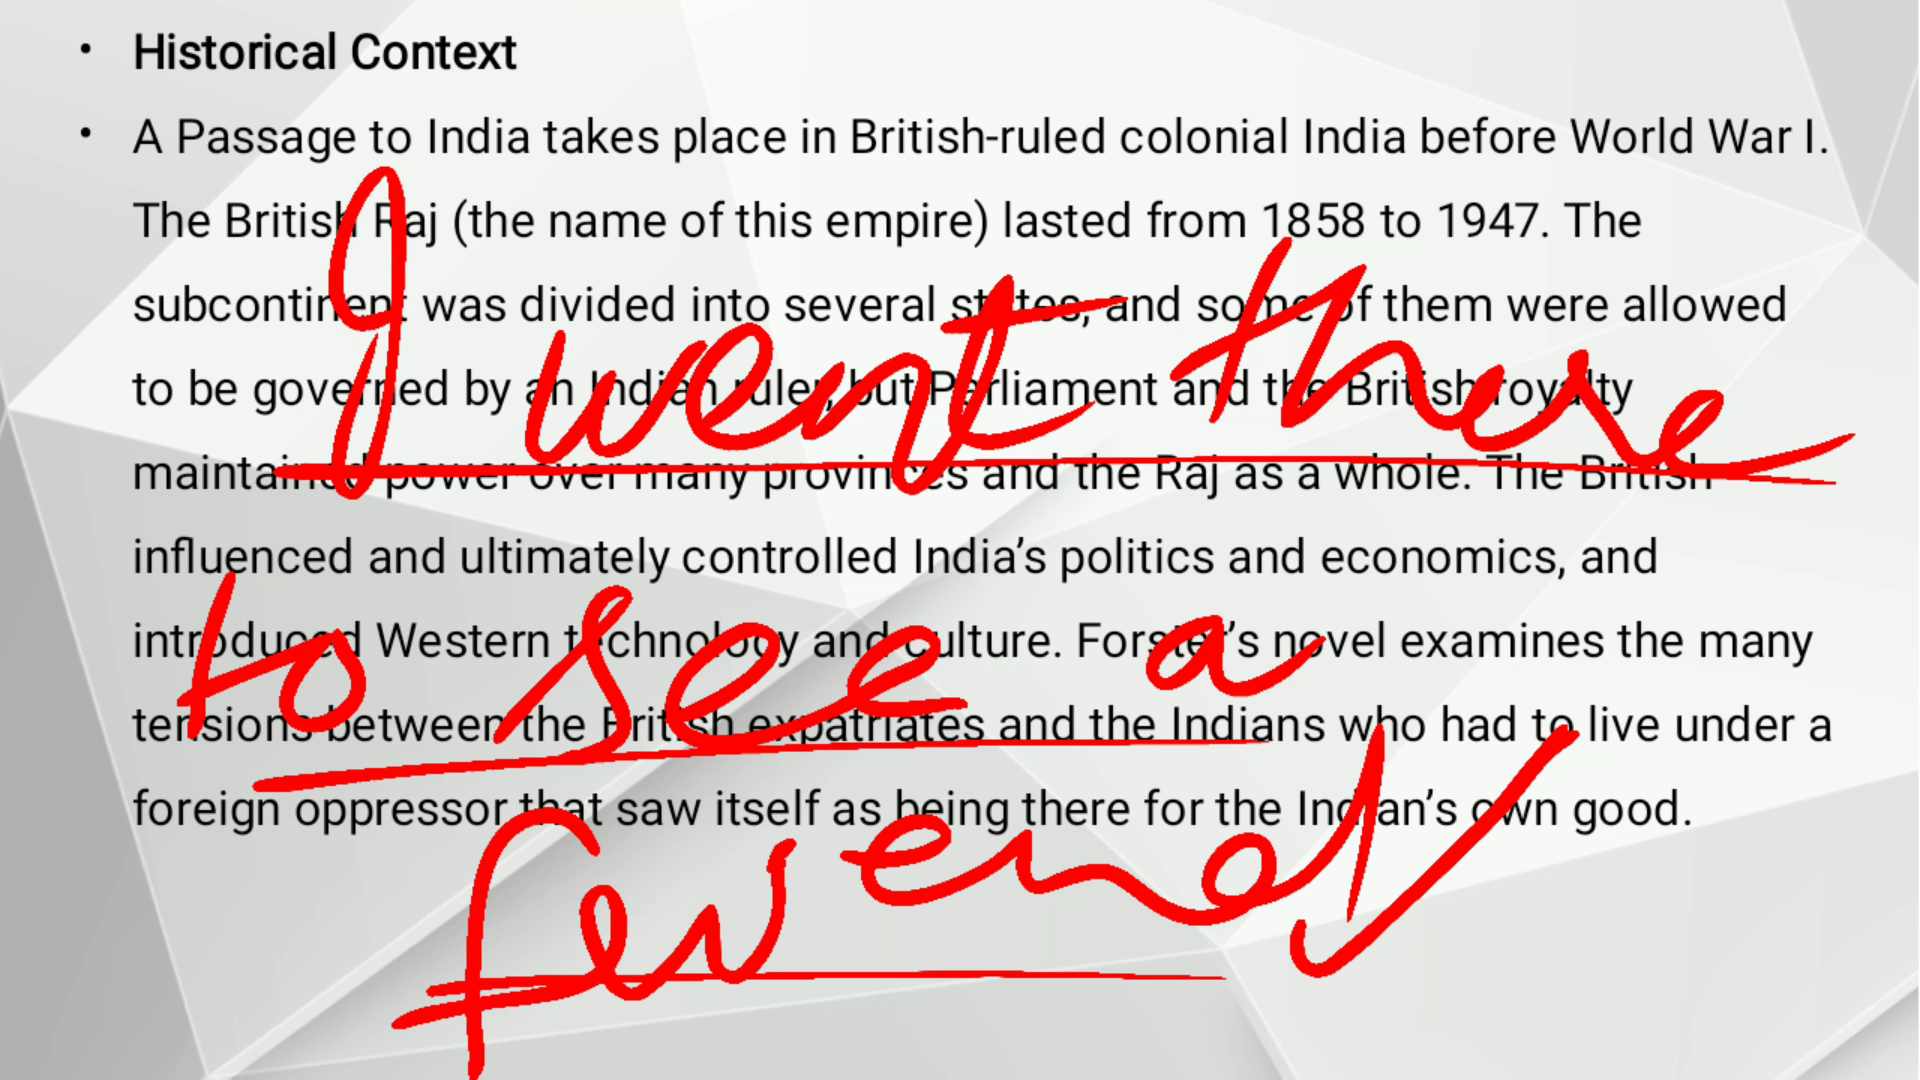 • Historical Context
• A Passage to India takes place in British-ruled colonial India before World War I.
The British Raj (the name of this empire) lasted from 1858 to 1947. The
subcontinent was divided into several states, and some of them were allowed
to be governed by an Indian ruler, but Parliament and the British royalty
maintained power over many provinces and the Raj as a whole. The British
influenced and ultimately controlled India’s politics and economics, and
introduced Western technology and culture. Forster’s novel examines the many
tensions between the British expatriates and the Indians who had to live under a
foreign oppressor that saw itself as being there for the Indian’s own good.
I went there
to see a